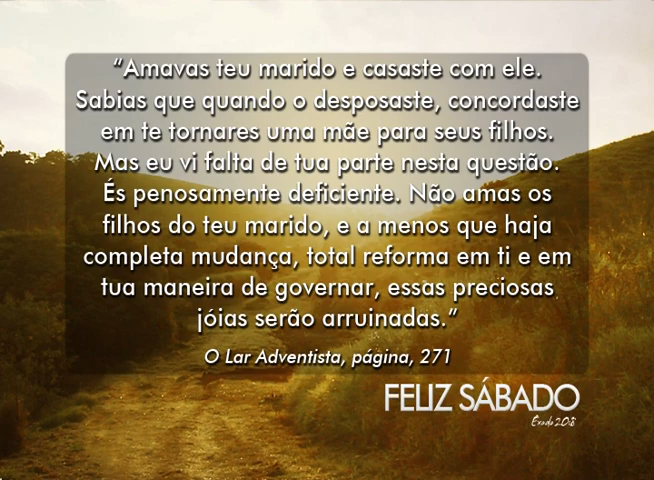 “Amavas teu marido e casaste com ele.
Sabias que quando o desposaste, concordaste
em te tornares uma mãe para seus filhos.
Mas eu vi falta de tua parte nesta questão.
És penosamente deficiente. Não amas os
filhos do teu marido, e a menos que haja
completa mudança, total reforma em ti e em
tua maneira de governar, essas preciosas
jóias serão arruinadas.”
O Lar Adventista, página, 271
FELIZ SÁBADO
Êxodo 20:8